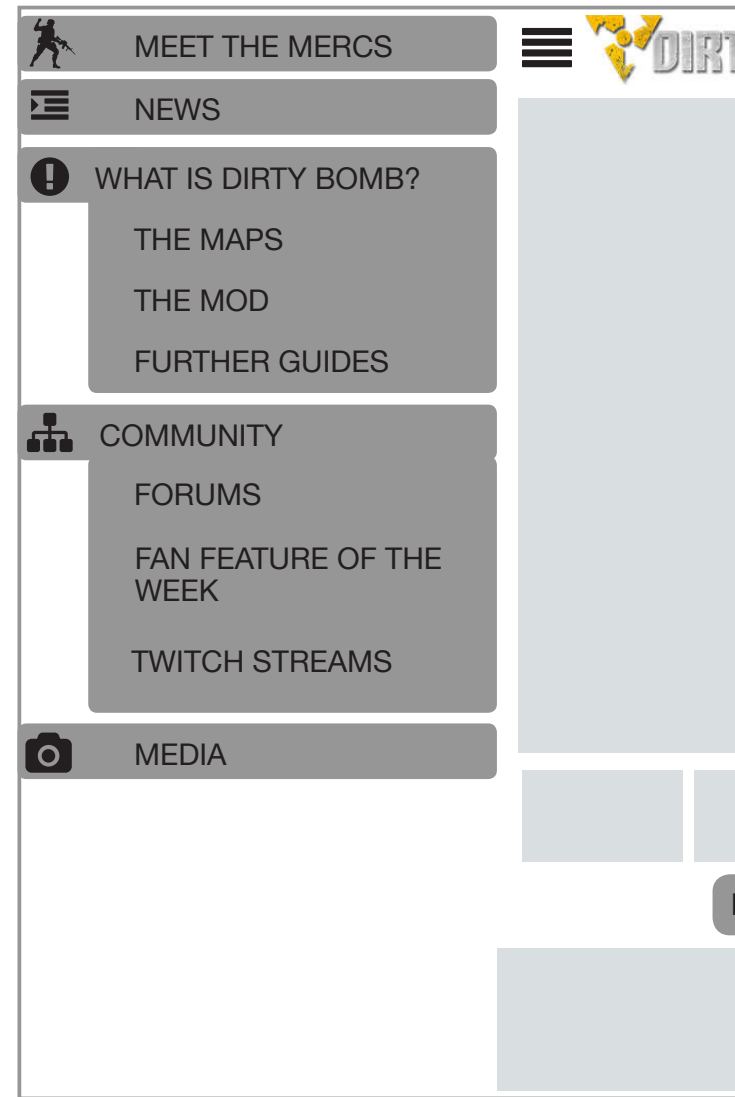 MEET THE MERCS
NEWS
WHAT IS DIRTY BOMB?
THE MAPS
THE MOD
FURTHER GUIDES
COMMUNITY
FORUMS
FAN FEATURE OF THE
WEEK
TWITCH STREAMS
MEDIA